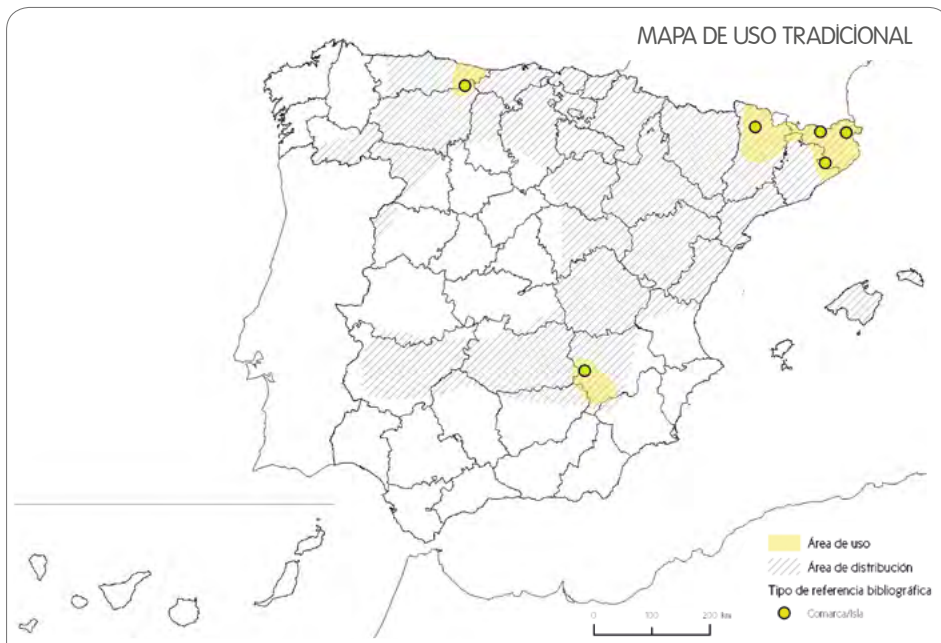 MAPA DE USO TRADICIONAL
Área de uso
Área de distribución
Tipo de referencia bibliográfica
Comarca/Isla
0 100 200 km